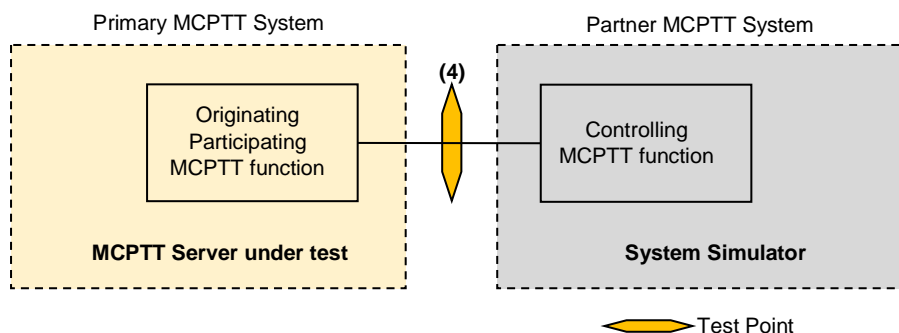 Primary MCPTT System
Partner MCPTT System
(4)
Originating
Participating
MCPTT function
Controlling
MCPTT function
MCPTT Server under test
System Simulator
Test Point